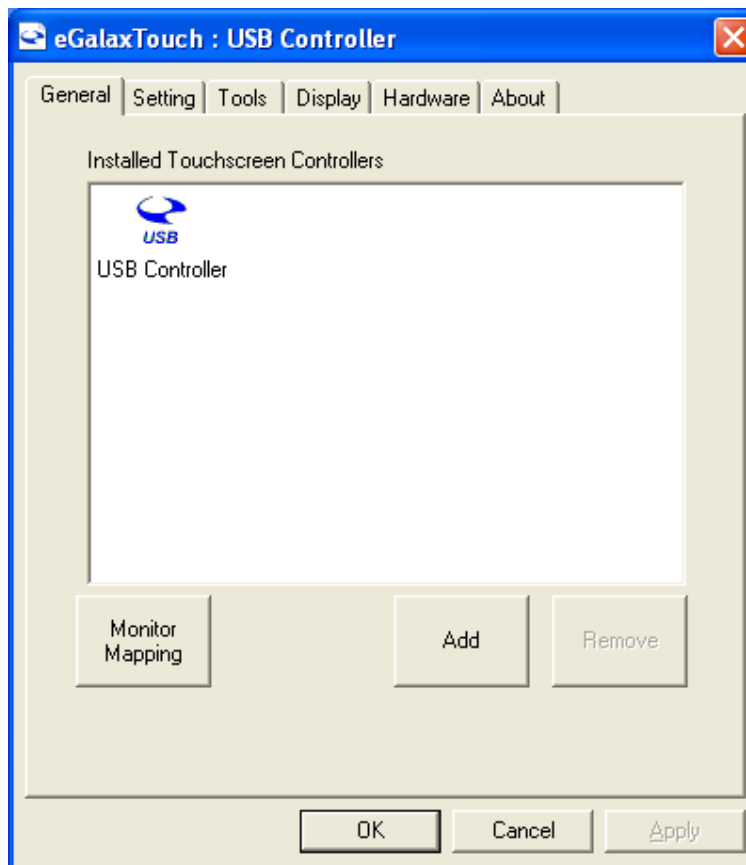 eGalaxTouch : USB Controller
General Setting Tools Display Hardware About
Installed Touchscreen Controllers
USB
USB Controller
Monitor
Mapping
Add
Remove
OK
Cancel
Apply